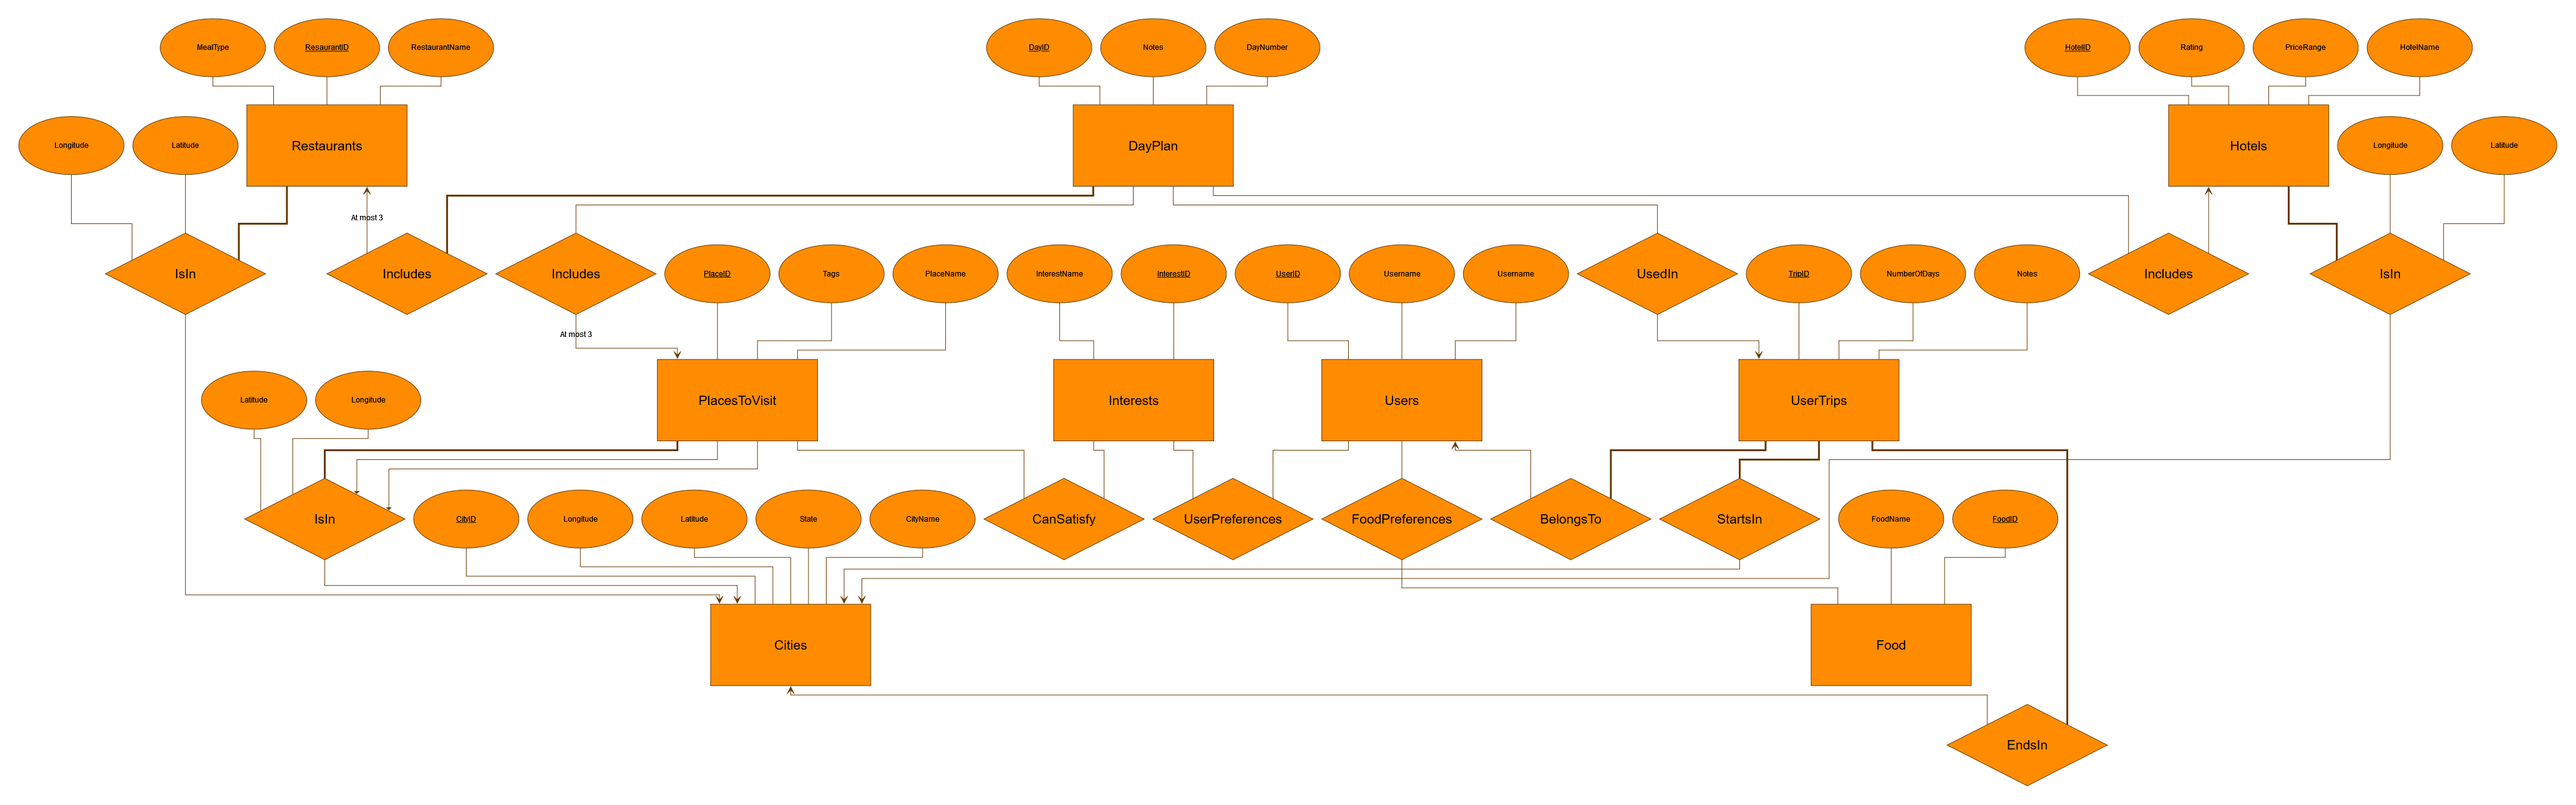 MealType
ResaurantID
RestaurantName
DayID
Notes
DayNumber
HotelID
Rating
PriceRange
HotelName
Longitude
Latitude
Restaurants
DayPlan
Hotels
Longitude
Latitude
At most 3
IsIn
Includes
Includes
PlaceID
Tags
PlaceName
InterestName
InterestID
UserID
Username
Username
UsedIn
TripID
NumberOfDays
Notes
Includes
IsIn
At most 3
Latitude
Longitude
PlacesToVisit
Interests
Users
UserTrips
IsIn
CityID
Longitude
Latitude
State
CityName
CanSatisfy
UserPreferences
FoodPreferences
BelongsTo
StartsIn
FoodName
FoodID
Cities
Food
EndsIn